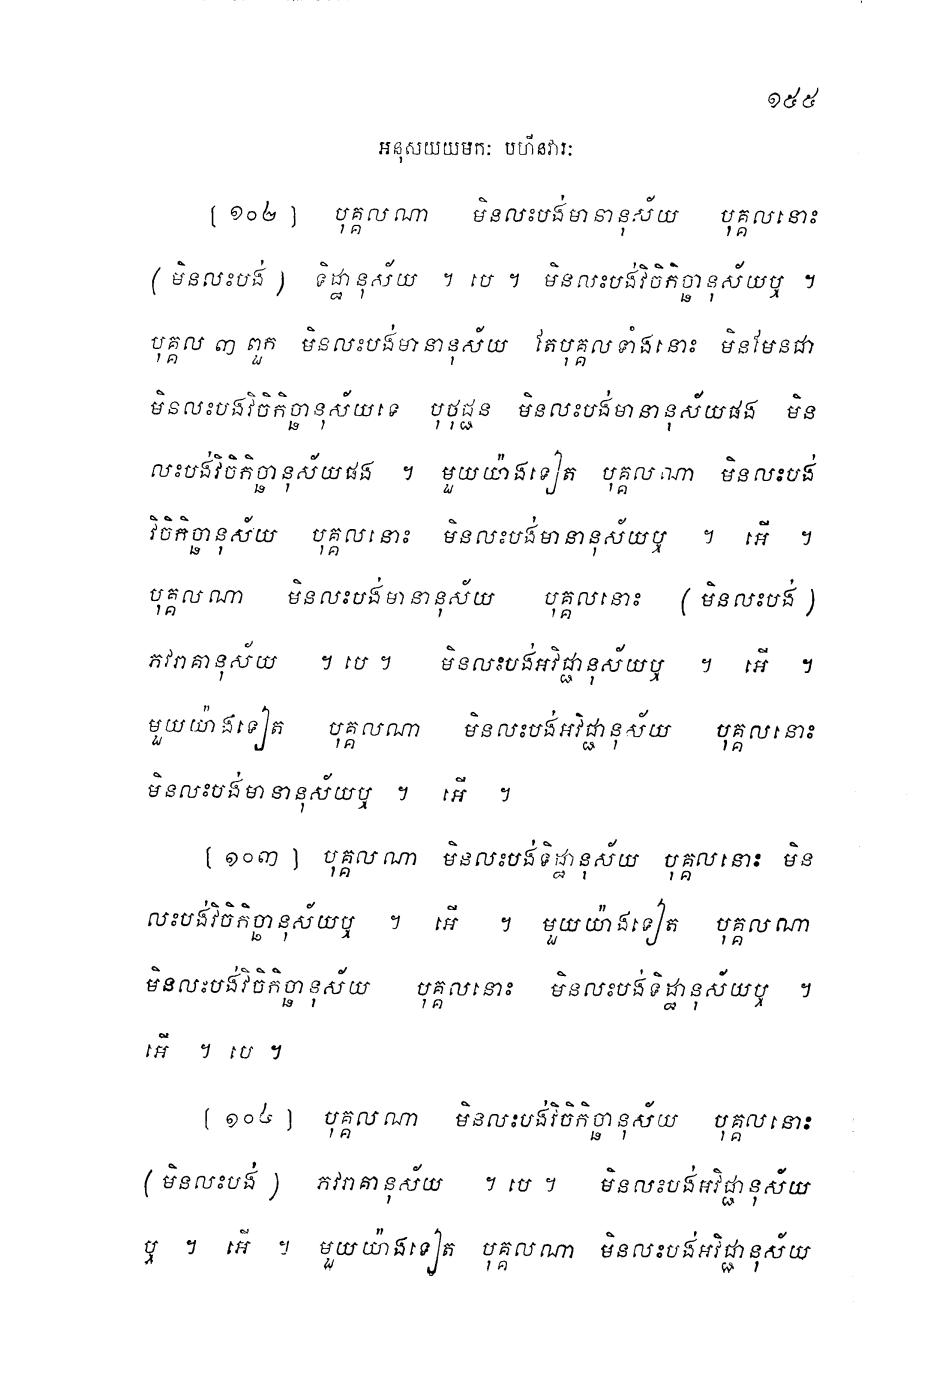 ១៥៥
អនុសយយមកៈ បហីនវារៈ
[ ១០២ ] បុគ្គលណា មិនលះបង់មានានុស័យ បុគ្គលនោះ
( មិនលះបង់ ) ទិដ្ឋានុស័យ ។ បេ ។ មិនលះបង់វិចិកិច្ឆានុស័យឬ ។
បុគ្គល ៣ ពួក មិនលះបង់មានានុស័យ តែបុគ្គលទាំងនោះ មិនមែនជា
មិនលះបងវិចិកិច្ឆានុស័យទេ បុថុជ្ជន មិនលះបង់មានានុស័យផង មិន
លះបង់វិចិកិច្ឆានុស័យផង ។ មួយយ៉ាងទៀត បុគ្គលណា មិនលះបង់
វិចិកិច្ឆានុស័យ បុគ្គលនោះ មិនលះបង់មានានុស័យឬ ។ អើ ។
បុគ្គលណា មិនលះបង់មានានុស័យ បុគ្គលនោះ ( មិនលះបង់ )
ភវរាគានុស័យ ។ បេ ។ មិនលះបង់អវិជ្ជានុស័យឬ ។ អើ ។
មួយយ៉ាងទៀត បុគ្គលណា មិនលះបង់អវិជ្ជានុស័យ បុគ្គលនោះ
មិនលះបង់មានានុស័យឬ ។ អើ ។
[ ១០៣ ] បុគ្គលណា មិនលះបង់ទិដ្ឋានុស័យ បុគ្គលនោះ មិន
លះបង់វិចិកិច្ឆានុស័យឬ ។ អើ ។ មួយយ៉ាងទៀត បុគ្គលណា
មិនលះបង់វិចិកិច្ឆានុស័យ បុគ្គលនោះ មិនលះបង់ទិដ្ឋានុស័យឬ ។
អើ ។ បេ ។
[ ១០៤ ] បុគ្គលណា មិនលះបង់វិចិកិច្ឆានុស័យ បុគ្គលនោះ
( មិនលះបង់ ) ភវរាគានុស័យ ។ បេ ។ មិនលះបង់អវិជ្ជានុស័យ
ឬ ។ អើ ។ មួយយ៉ាងទៀត បុគ្គលណា មិនលះបង់អវិជ្ជានុស័យ